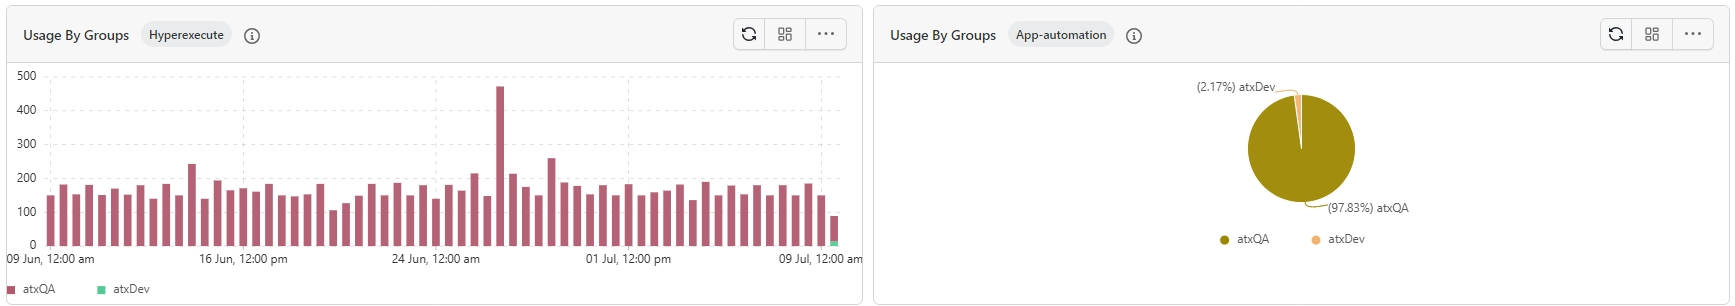 Usage By Groups Hyperexecute
500
400
300
200
100
0
09 Jun, 12:00 am 16 Jun, 12:00 pm 24 Jun, 12:00 am 01 Jul, 12:00 pm 09 Jul, 12:00 am
atxQA atxDev
Usage By Groups App-automation
(2.17%) atxDev
(97.83%) atxQA
atxQA atxDev